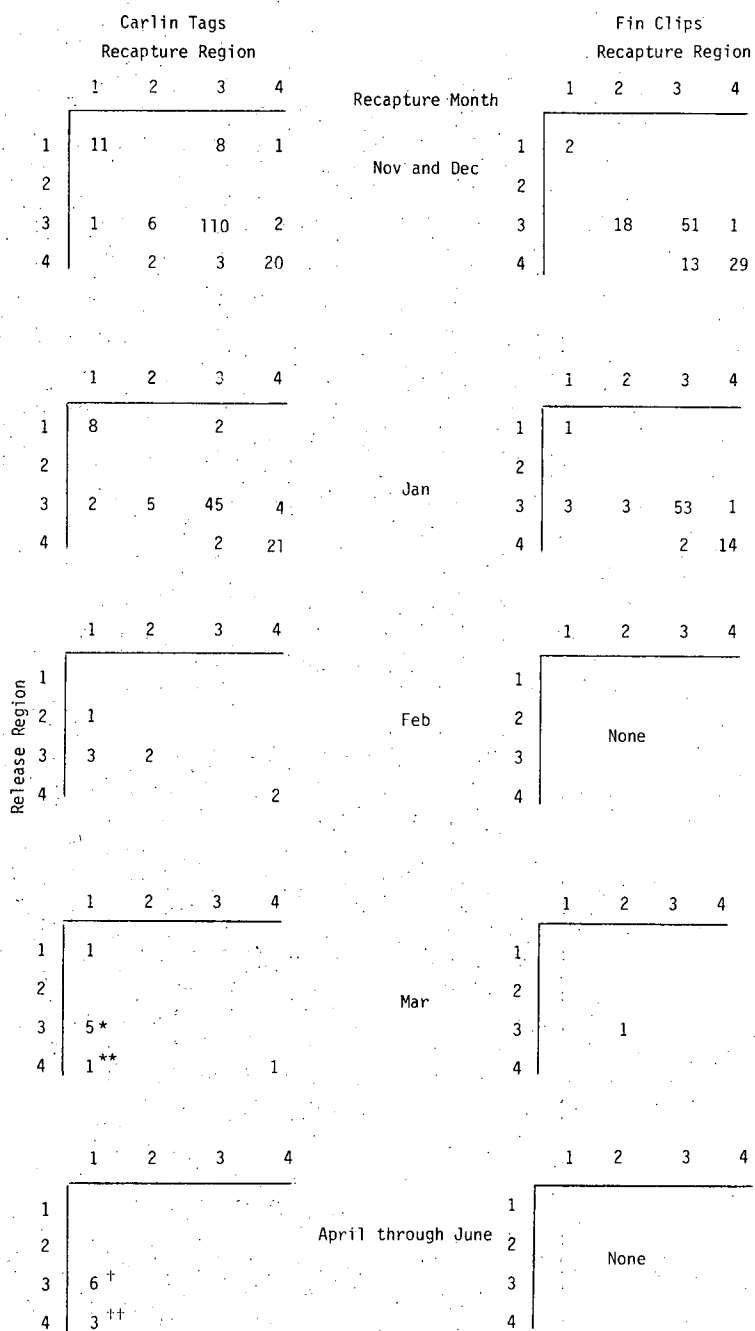 Carlin Tags Fin Clips
Recapture Region Recapture Region
1 2 3 4 Recapture Month 1 2 3 4
1 11 8 1 1 2
Nov and Dec
2 2
3 1 6 110 2 3 18 51 1
4 2 3 20 4 13 29
1 2 3 4 1 2 3 4
1 8 2 1 1
2 2
Jan
3 2 5 45 4 3 3 3 53 1
4 2 21 4 2 14
1 2 3 4 1 2 3 4
Release Region
1 1
2 1 Feb 2
None
3 3 2 3
4 2 4
1 2 3 4 1 2 3 4
1 1 1
2 2
Mar
3 5 * 3 1
4 1 ** 1 4
1 2 3 4 1 2 3 4
1 1
2 April through June 2
None
3 6 † 3
4 3 †† 4